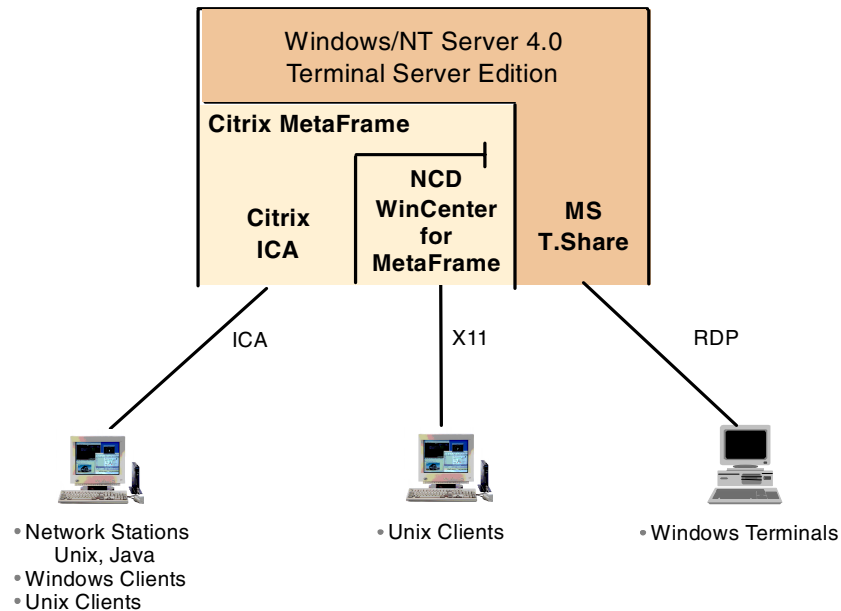 Windows/NT Server 4.0
Terminal Server Edition
Citrix MetaFrame
Citrix
ICA
NCD
WinCenter
for
MetaFrame
MS
T.Share
ICA
X11
RDP
• Network Stations
Unix, Java
• Windows Clients
• Unix Clients
• Unix Clients
• Windows Terminals